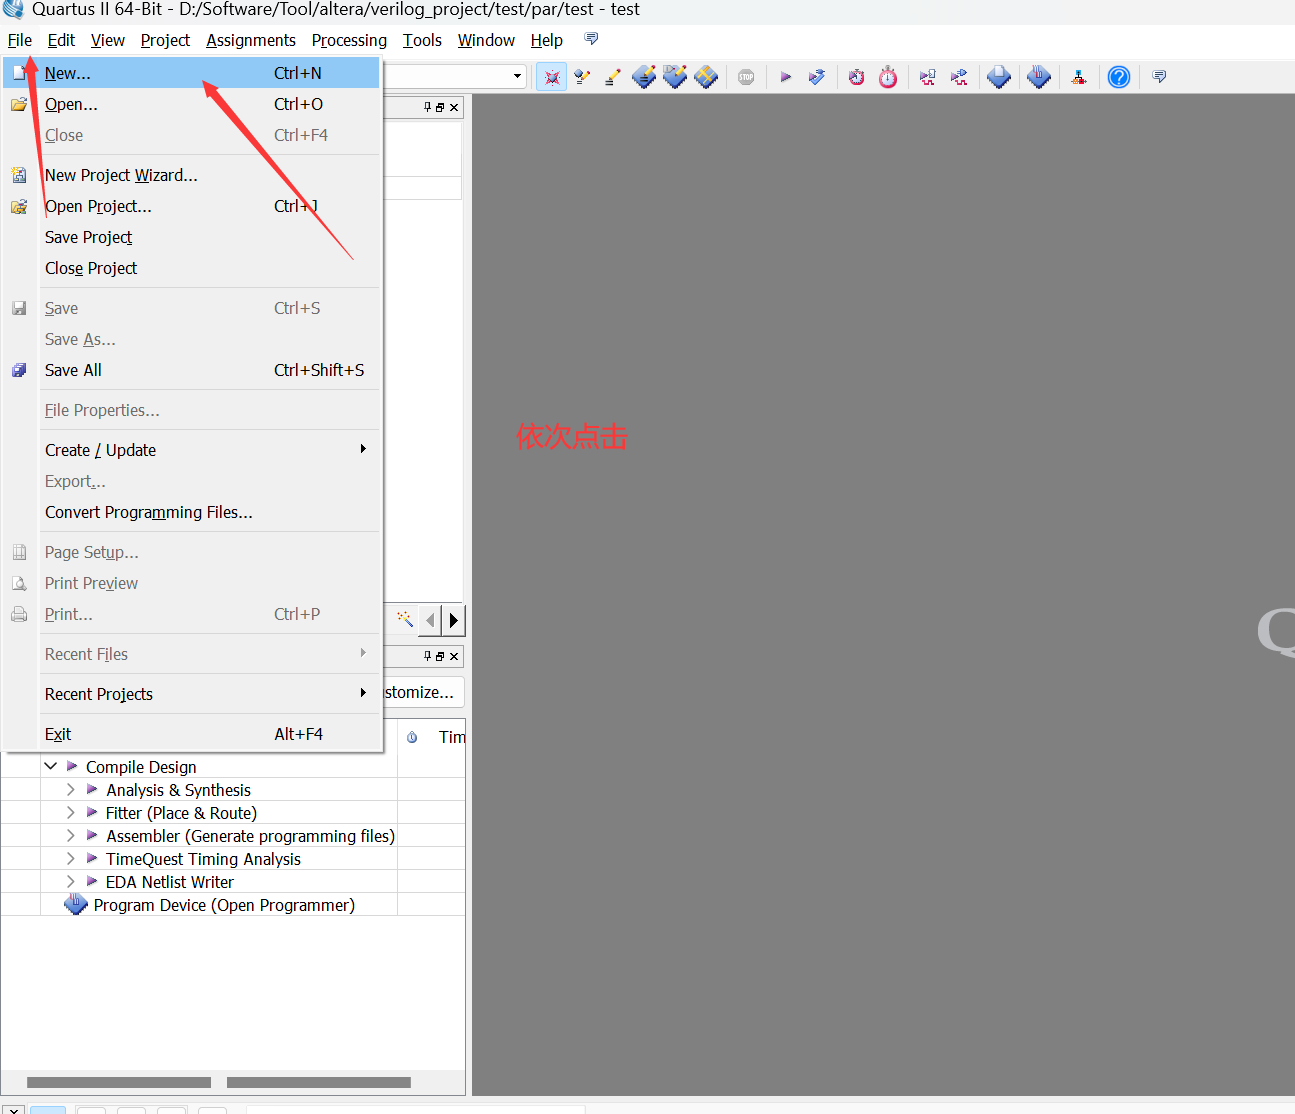 Quartus II 64-Bit - D:/Software/Tool/altera/verilog_project/test/par/test - test
File Edit View Project Assignments Processing Tools Window Help
New... Ctrl+N
STOP
Open... Ctrl+O
Close Ctrl+F4
New Project Wizard...
Open Project... Ctrl+J
Save Project
Close Project
Save Ctrl+S
Save As...
Save All Ctrl+Shift+S
File Properties...
依次点击
Create / Update
Export...
Convert Programming Files...
Page Setup...
Print Preview
Print... Ctrl+P
Recent Files
Recent Projects
stomize...
Exit Alt+F4
Tim
Compile Design
Analysis & Synthesis
Fitter (Place & Route)
Assembler (Generate programming files)
TimeQuest Timing Analysis
EDA Netlist Writer
Program Device (Open Programmer)